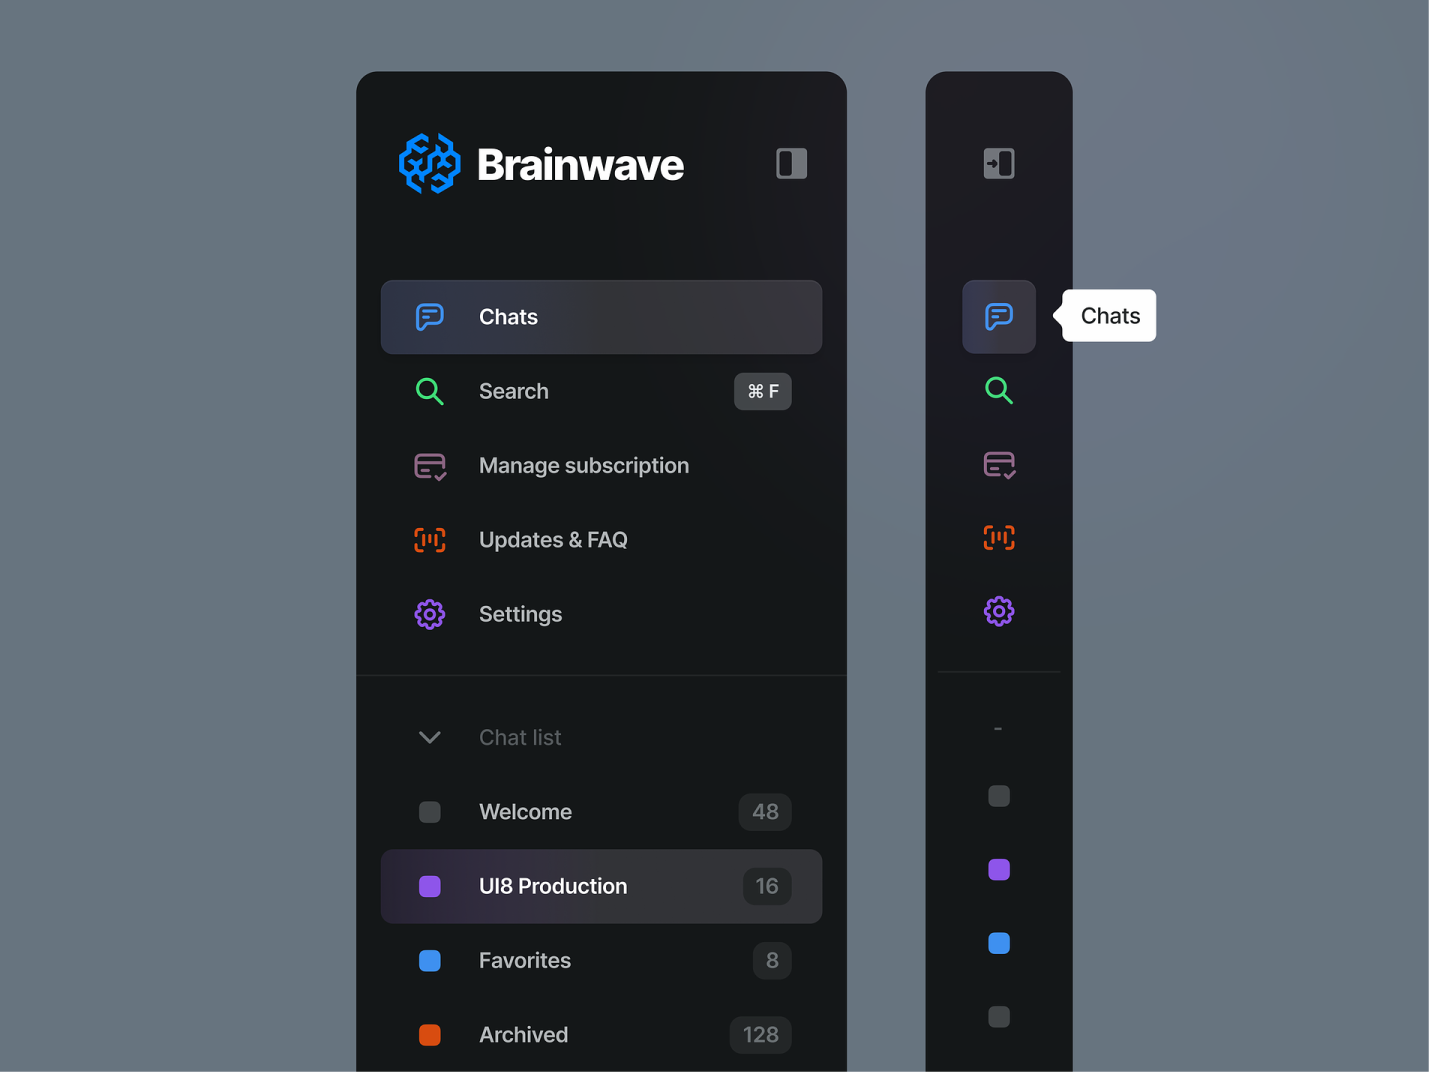 Brainwave
Chats
Chats
Search
⌘ F
Manage subscription
Updates & FAQ
Settings
Chat list
-
Welcome
48
UI8 Production
16
Favorites
8
Archived
128